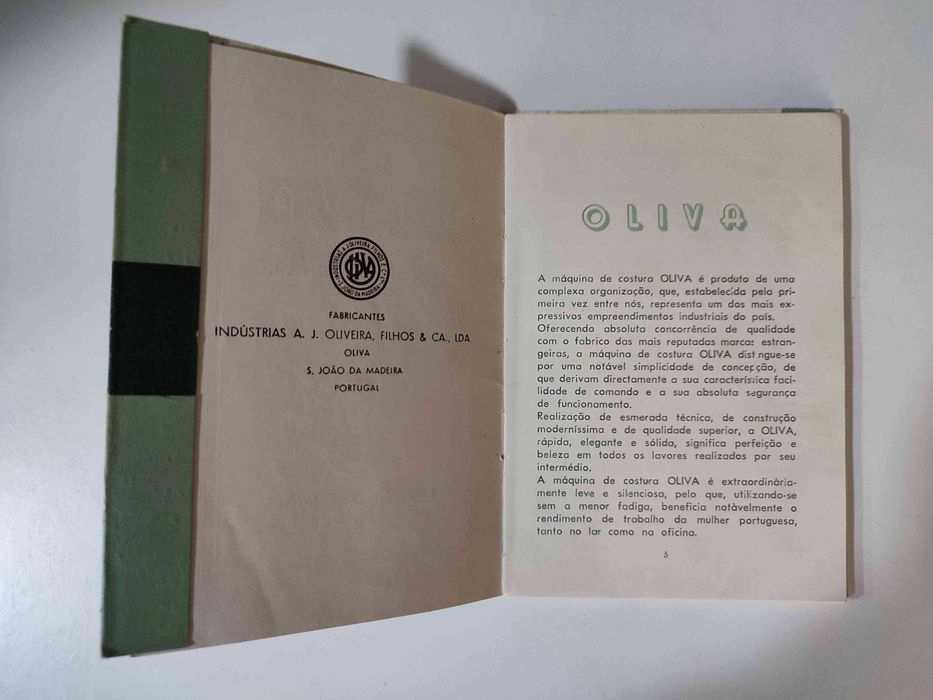 INDÚSTRIAS A. J. OLIVEIRA, FILHOS & C.ª, L.DA
S. JOÃO DA MADEIRA
FABRICANTES
INDÚSTRIAS A. J. OLIVEIRA, FILHOS & CA., LDA
OLIVA
S. JOÃO DA MADEIRA
PORTUGAL
OLIVA
A máquina de costura OLIVA é produto de uma
complexa organização, que, estabelecida pela pri-
meira vez entre nós, representa um dos mais ex-
pressivos empreendimentos industriais do país.
Oferecendo absoluta concorrência de qualidade
com o fabrico das mais reputadas marcas estran-
geiras, a máquina de costura OLIVA distingue-se
por uma notável simplicidade de concepção, de
que derivam directamente a sua característica faci-
lidade de comando e a sua absoluta segurança
de funcionamento.
Realização de esmerada técnica, de construção
moderníssima e de qualidade superior, a OLIVA,
rápida, elegante e sólida, significa perfeição e
beleza em todos os lavores realizados por seu
intermédio.
A máquina de costura OLIVA é extraordinària-
mente leve e silenciosa, pelo que, utilizando-se
sem a menor fadiga, beneficia notàvelmente o
rendimento de trabalho da mulher portuguesa,
tanto no lar como na oficina.
5